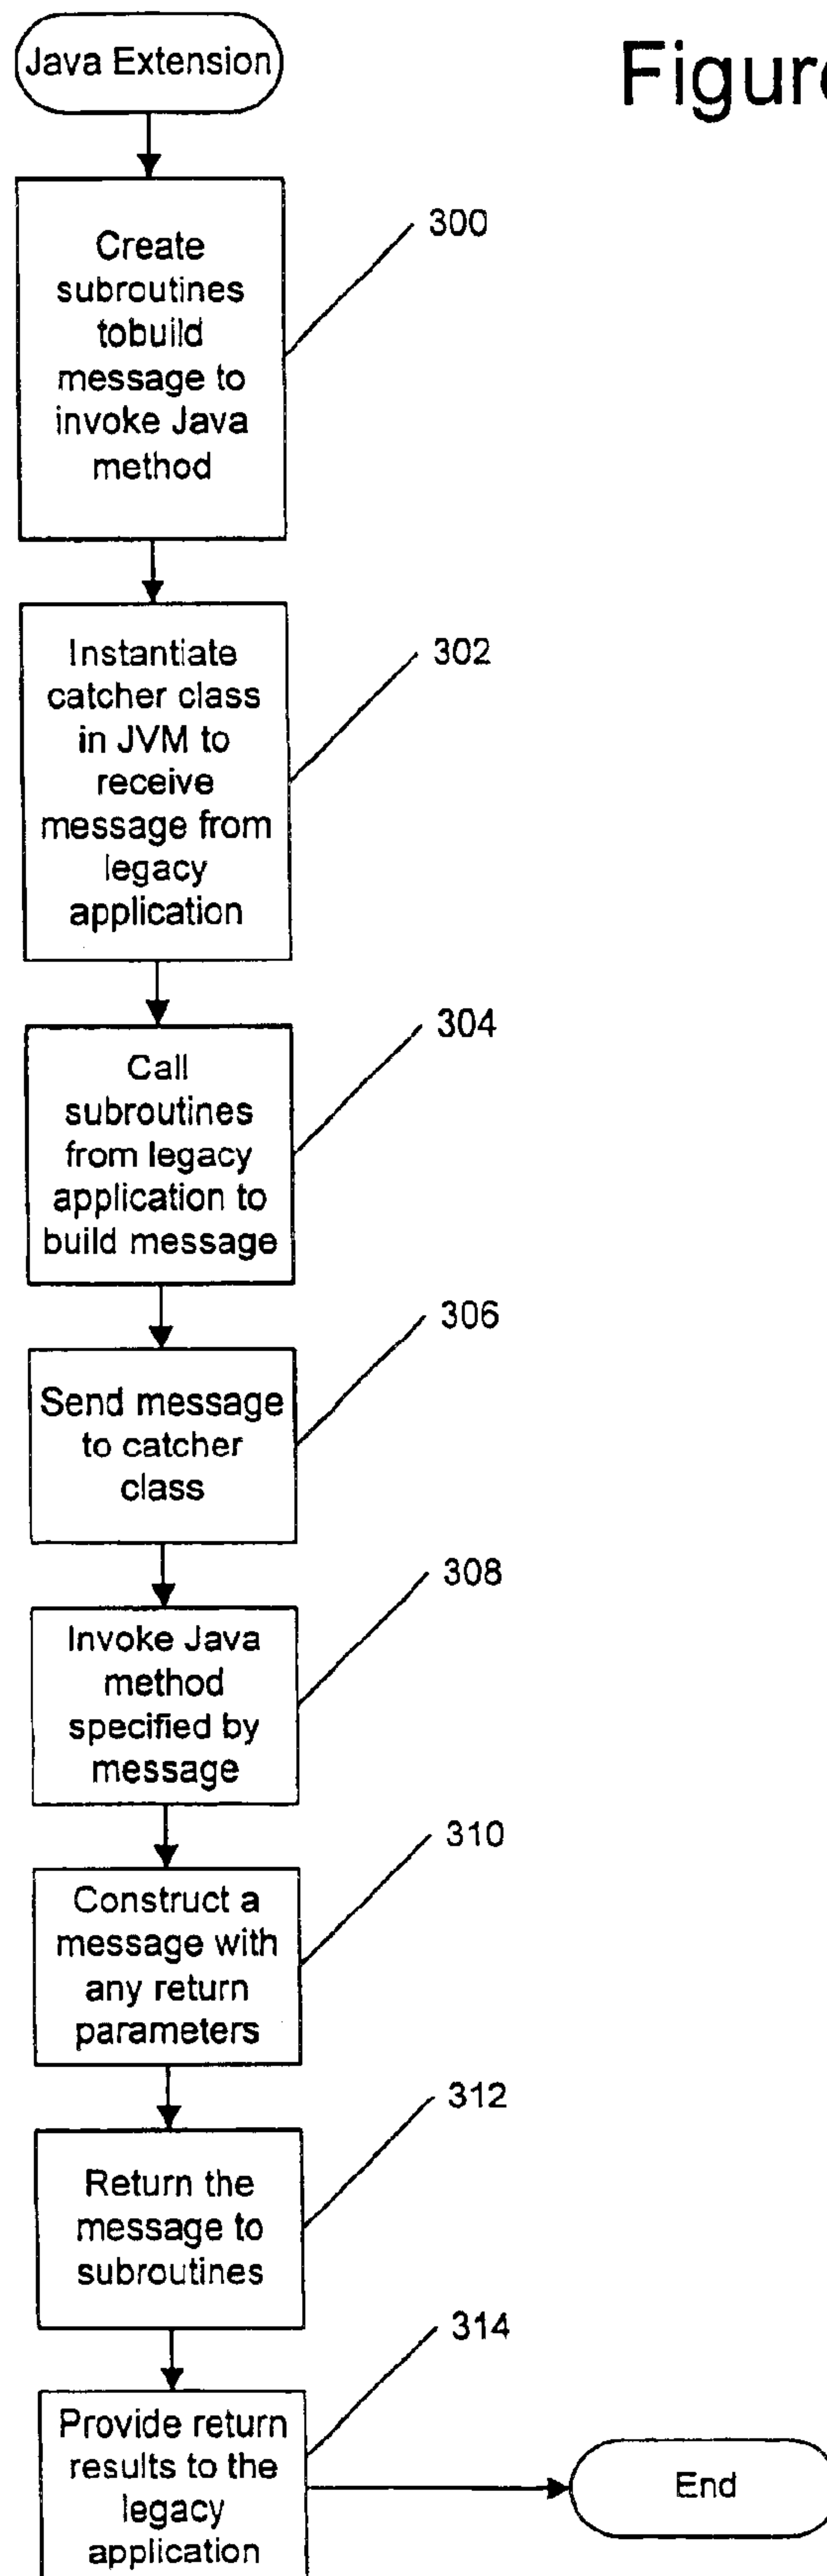 Java Extension
Figure
300
Create
subroutines
tobuild
message to
invoke Java
method
302
Instantiate
catcher class
in JVM to
receive
message from
legacy
application
304
Call
subroutines
from legacy
application to
build message
306
Send message
to catcher
class
308
Invoke Java
method
specified by
message
310
Construct a
message with
any return
parameters
312
Return the
message to
subroutines
314
Provide return
results to the
legacy
application
End